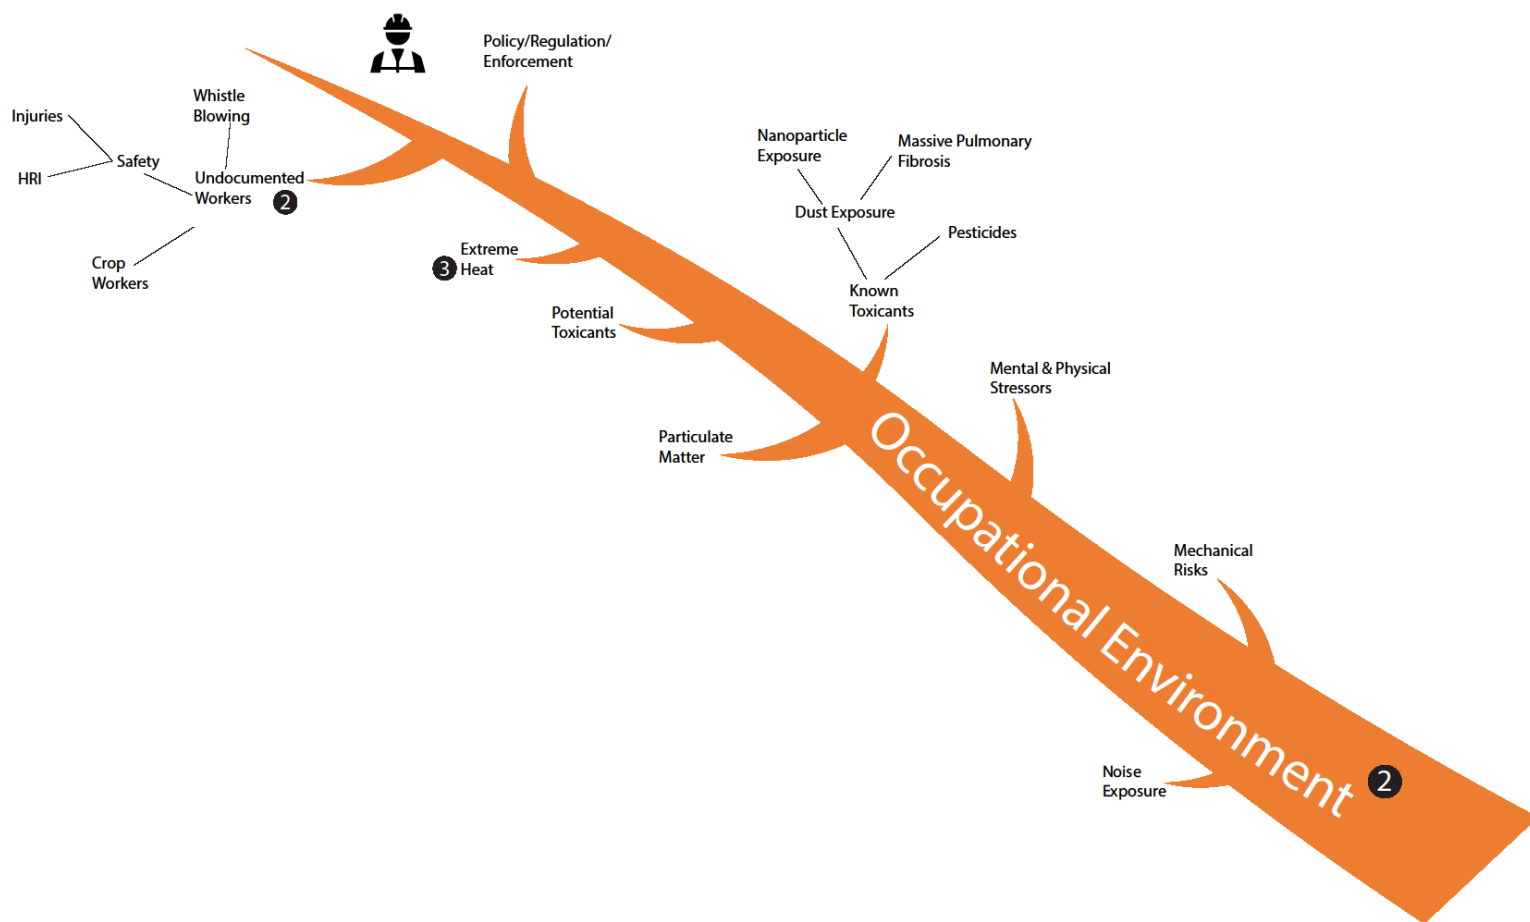 Policy/Regulation/
Enforcement
Whistle
Blowing
Injuries
Safety
HRI
Undocumented
Workers
2
Crop
Workers
Extreme
Heat
3
Potential
Toxicants
Nanoparticle
Exposure
Massive Pulmonary
Fibrosis
Dust Exposure
Pesticides
Known
Toxicants
Mental & Physical
Stressors
Particulate
Matter
Mechanical
Risks
Noise
Exposure
Occupational Environment
2